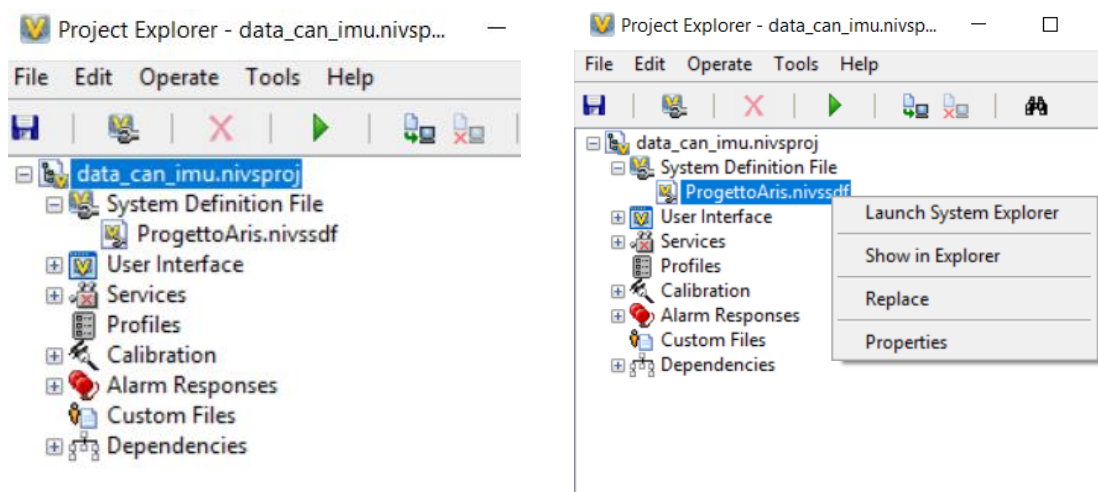 Project Explorer - data_can_imu.nivsp...
File Edit Operate Tools Help
data_can_imu.nivsproj
System Definition File
ProgettoAris.nivssdf
User Interface
Services
Profiles
Calibration
Alarm Responses
Custom Files
Dependencies
Project Explorer - data_can_imu.nivsp...
File Edit Operate Tools Help
data_can_imu.nivsproj
System Definition File
ProgettoAris.nivssdf
User Interface
Services
Profiles
Calibration
Alarm Responses
Custom Files
Dependencies
Launch System Explorer
Show in Explorer
Replace
Properties